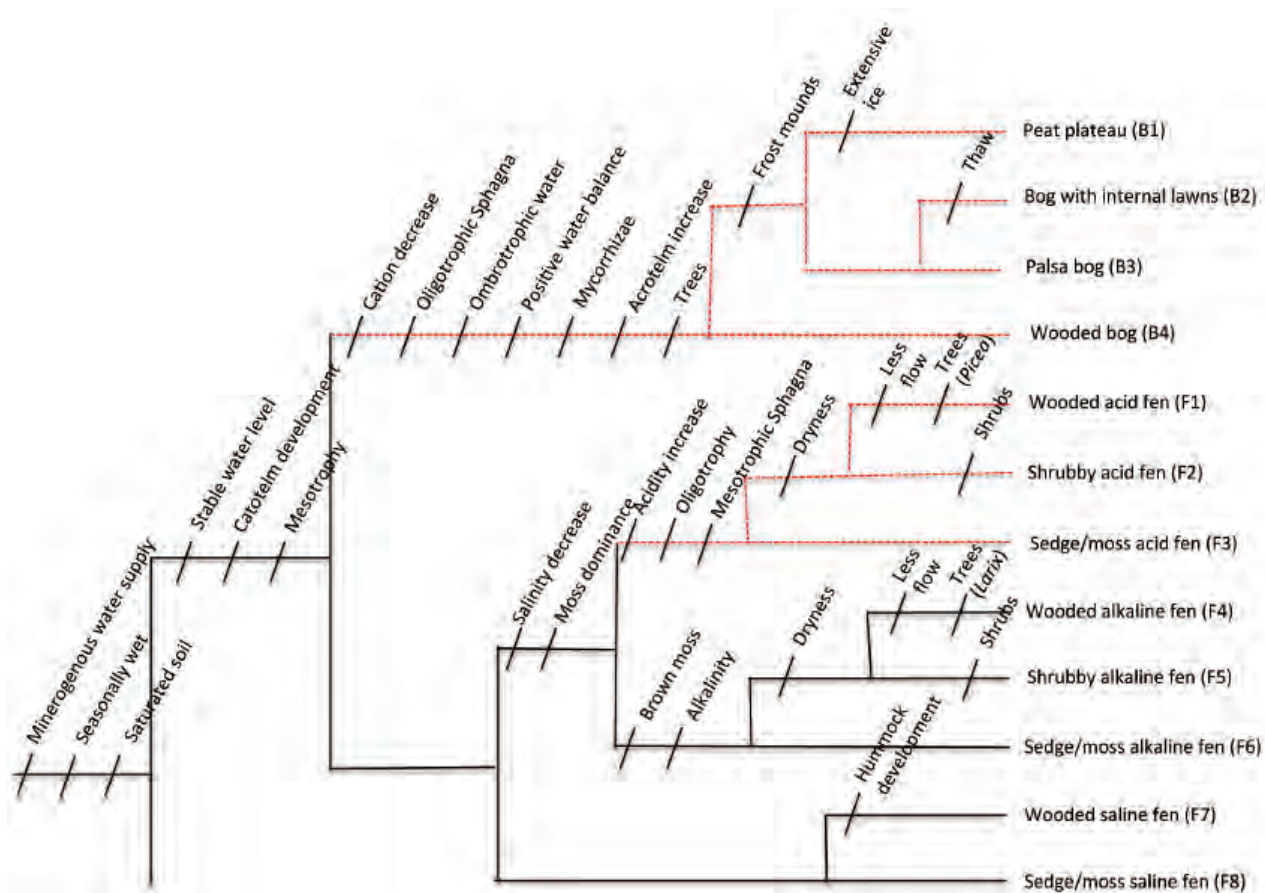 Extensive
ice
Frost mounds
Peat plateau (B1)
Thaw
Bog with internal lawns (B2)
Palsa bog (B3)
Cation decrease
Oligotrophic Sphagna
Ombrotrophic water
Positive water balance
Mycorrhizae
Acrotelm increase
Trees
Wooded bog (B4)
Less
flow
Trees
(Picea)
Wooded acid fen (F1)
Stable water level
Catotelm development
Mesotrophy
Acidity increase
Oligotrophy
Mesotrophic Sphagna
Dryness
Shrubs
Shrubby acid fen (F2)
Sedge/moss acid fen (F3)
Minerogenous water supply
Seasonally wet
Saturated soil
Salinity decrease
Moss dominance
Less
flow
Trees
(Larix)
Wooded alkaline fen (F4)
Brown moss
Alkalinity
Dryness
Shrubs
Shrubby alkaline fen (F5)
Sedge/moss alkaline fen (F6)
Hummock
development
Wooded saline fen (F7)
Sedge/moss saline fen (F8)